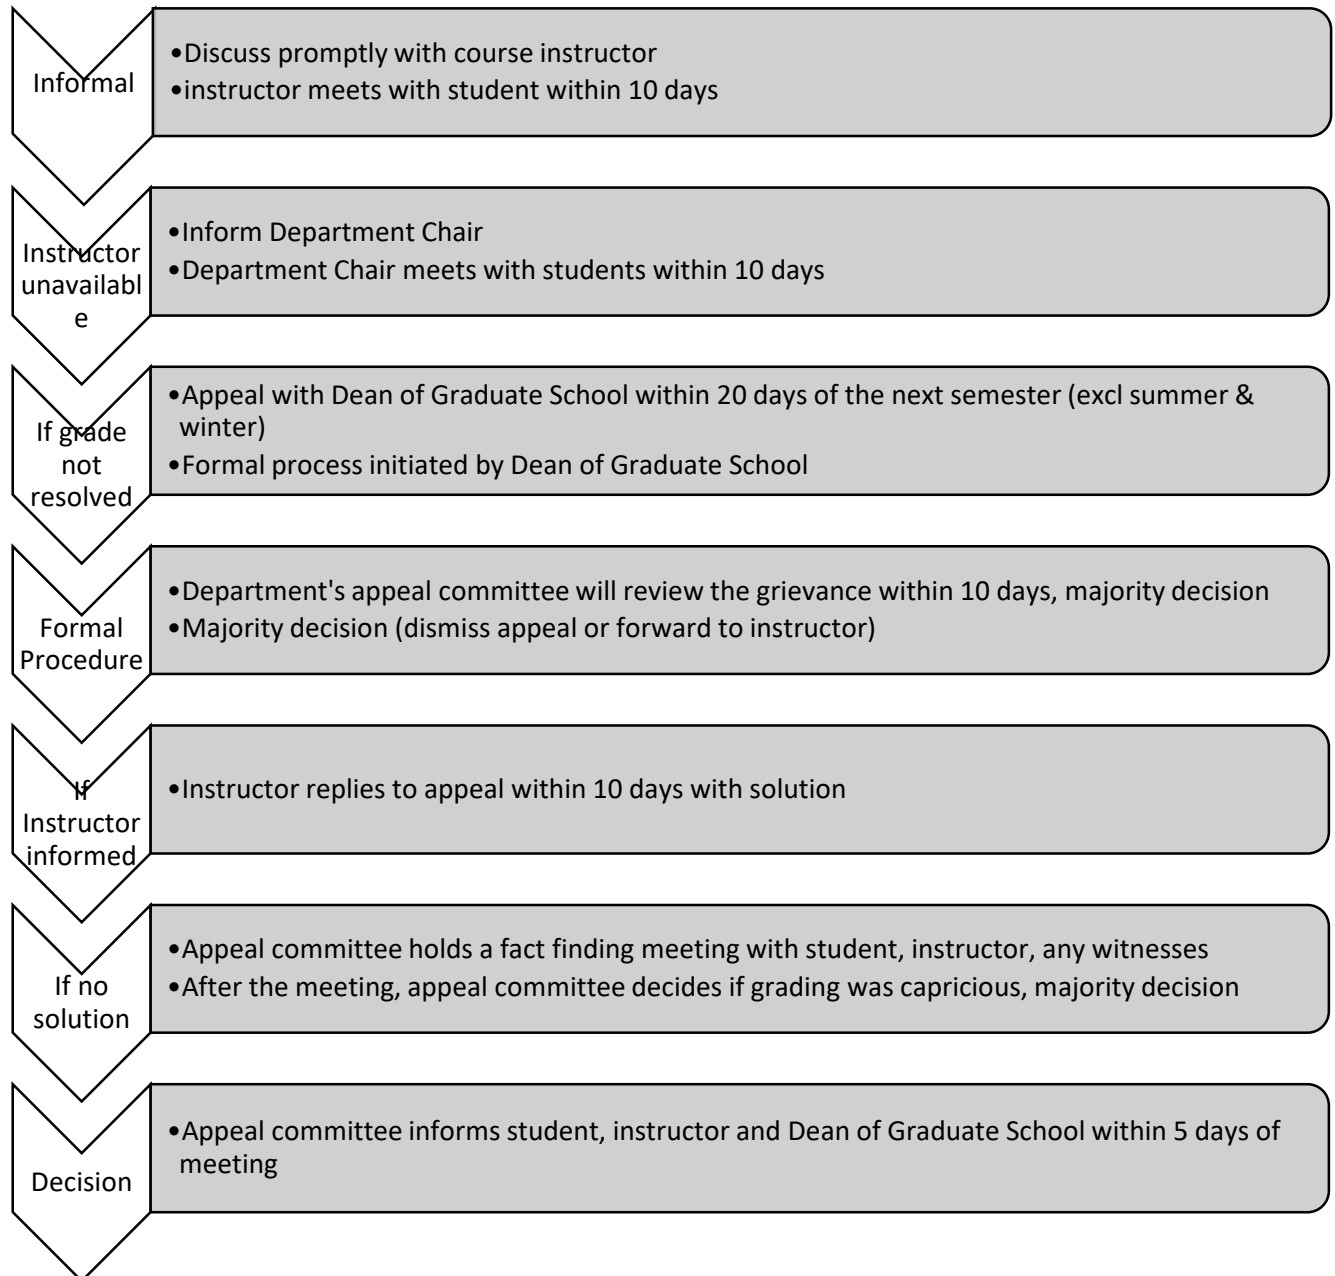 Informal
•Discuss promptly with course instructor
•instructor meets with student within 10 days
Instructor
unavailabl
e
•Inform Department Chair
•Department Chair meets with students within 10 days
If grade
not
resolved
•Appeal with Dean of Graduate School within 20 days of the next semester (excl summer &
winter)
•Formal process initiated by Dean of Graduate School
Formal
Procedure
•Department's appeal committee will review the grievance within 10 days, majority decision
•Majority decision (dismiss appeal or forward to instructor)
If
Instructor
informed
•Instructor replies to appeal within 10 days with solution
If no
solution
•Appeal committee holds a fact finding meeting with student, instructor, any witnesses
•After the meeting, appeal committee decides if grading was capricious, majority decision
Decision
•Appeal committee informs student, instructor and Dean of Graduate School within 5 days of
meeting